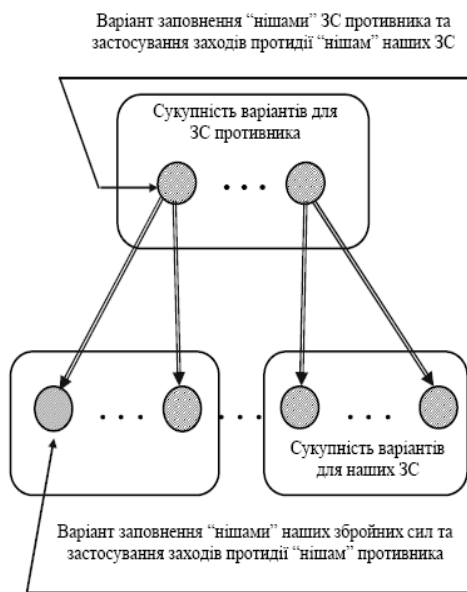 Варіант заповнення “нішами” ЗС противника та
застосування заходів протидії “нішам” наших ЗС
Сукупність варіантів для
ЗС противника
. . .
. . .
. . .
. . .
Сукупність варіантів
для наших ЗС
Варіант заповнення “нішами” наших збройних сил та
застосування заходів протидії “нішам” противника